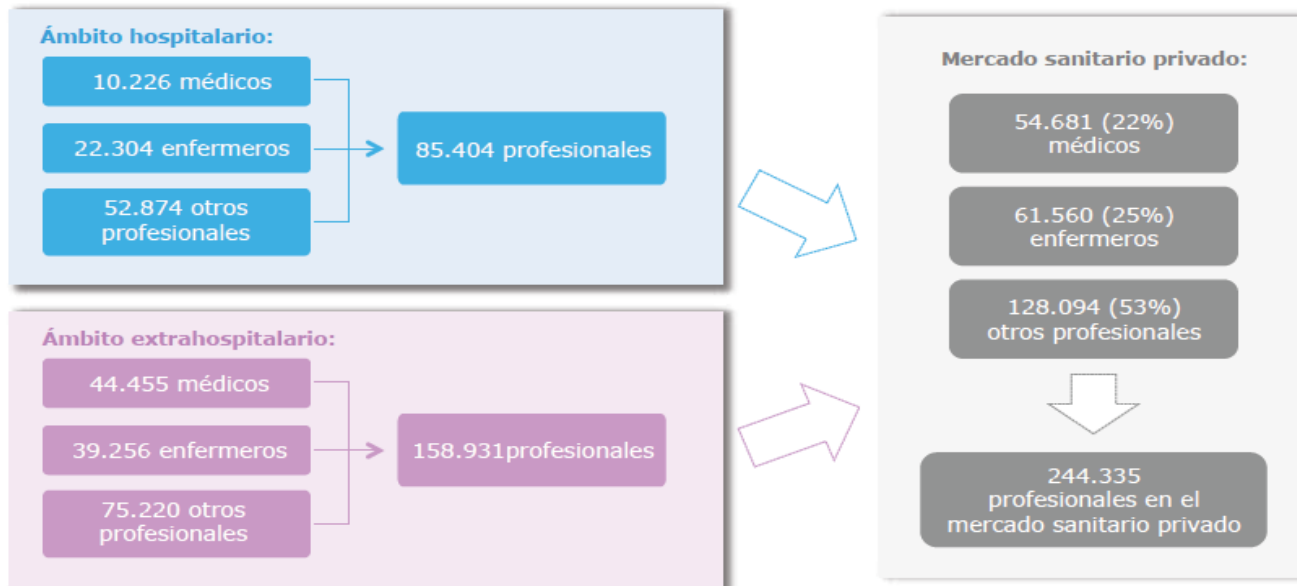 Ámbito hospitalario:
10.226 médicos
22.304 enfermeros
52.874 otros
profesionales
85.404 profesionales
Ámbito extrahospitalario:
44.455 médicos
39.256 enfermeros
75.220 otros
profesionales
158.931profesionales
Mercado sanitario privado:
54.681 (22%)
médicos
61.560 (25%)
enfermeros
128.094 (53%)
otros profesionales
244.335
profesionales en el
mercado sanitario privado